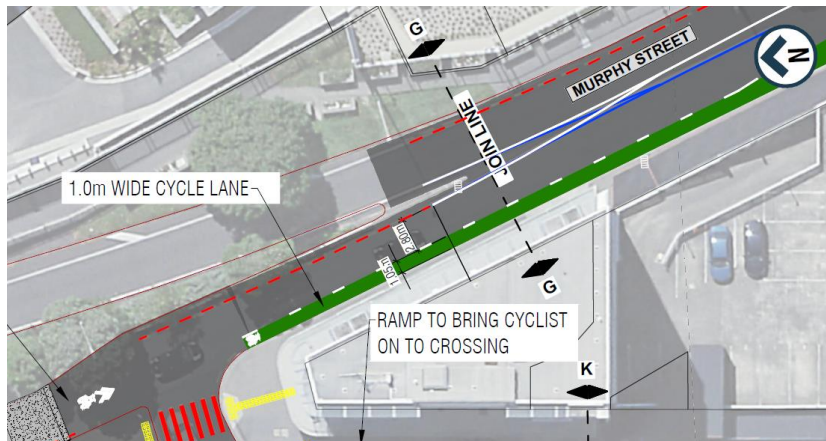 G
MURPHY STREET
N
JOIN LINE
1.0m WIDE CYCLE LANE
2.80m
1.05m
G
RAMP TO BRING CYCLIST
ON TO CROSSING
K